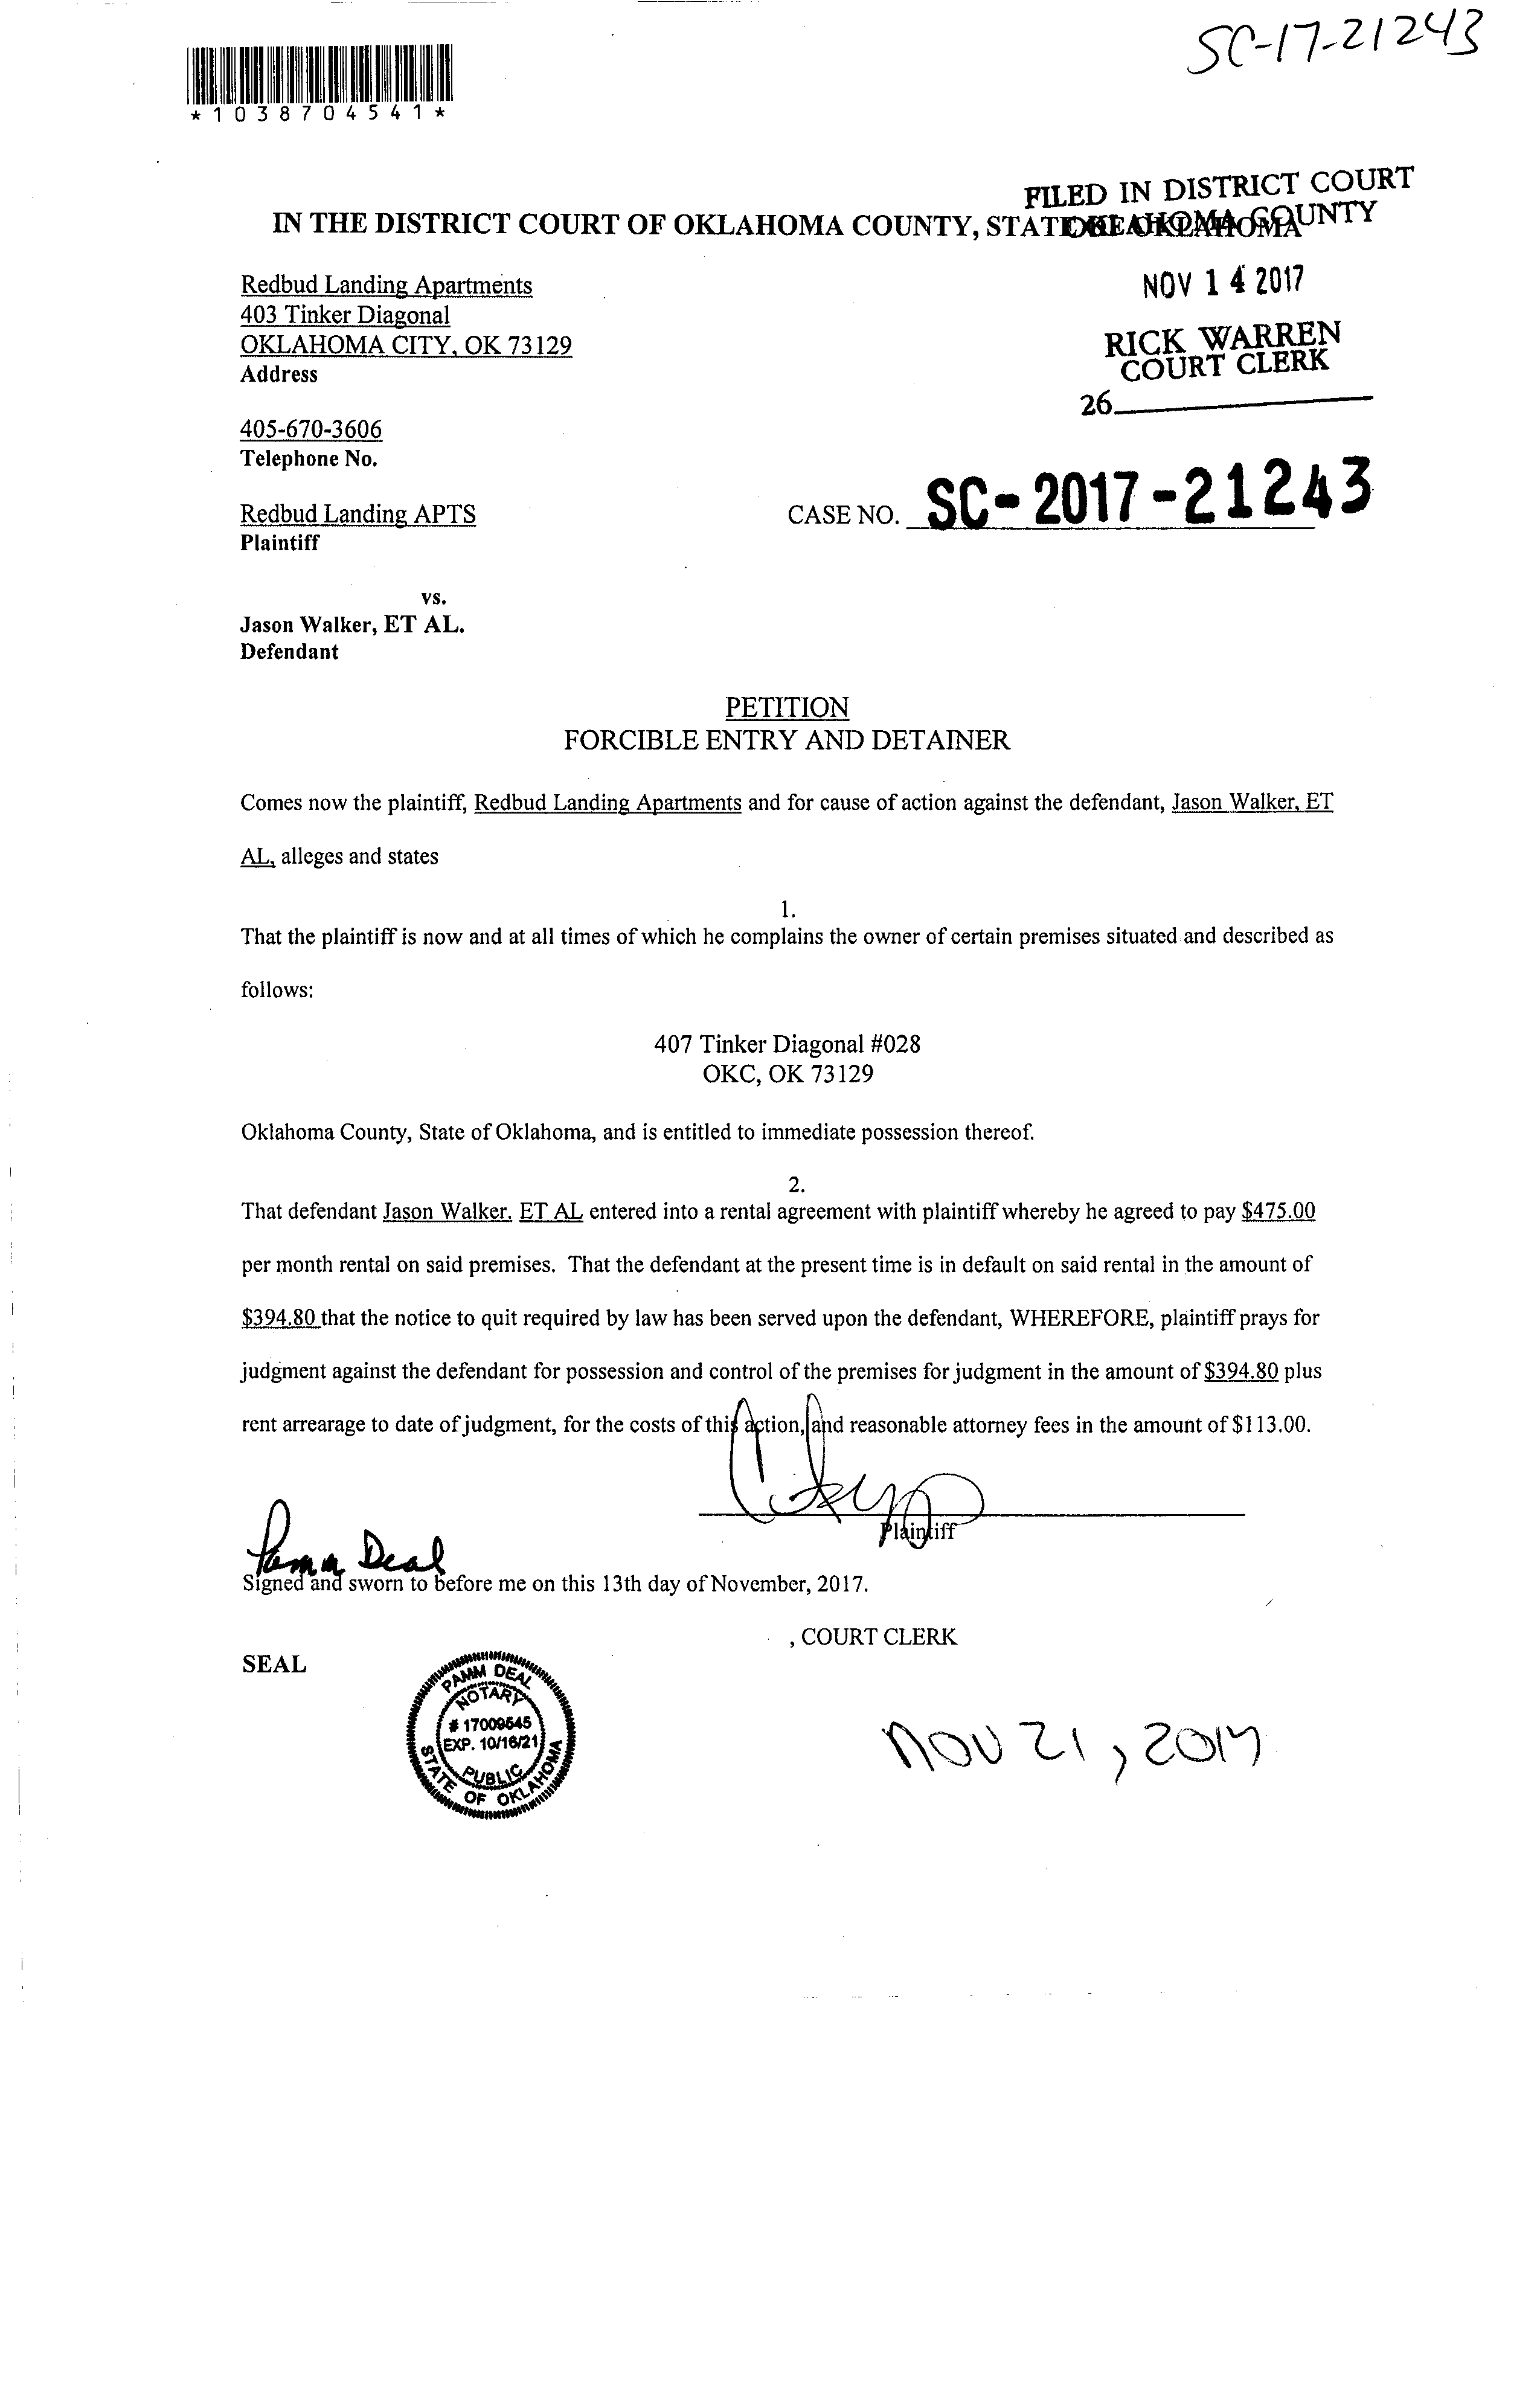 SC-17-21243
*1038704541*
FILED IN DISTRICT COURT
OKLAHOMA COUNTY
IN THE DISTRICT COURT OF OKLAHOMA COUNTY, STATE OF OKLAHOMA
Redbud Landing Apartments
403 Tinker Diagonal
OKLAHOMA CITY, OK 73129
Address
NOV 14 2017
RICK WARREN
COURT CLERK
26
405-670-3606
Telephone No.
Redbud Landing APTS
Plaintiff
CASE NO. SC-2017-21243
vs.
Jason Walker, ET AL.
Defendant
PETITION
FORCIBLE ENTRY AND DETAINER
Comes now the plaintiff, Redbud Landing Apartments and for cause of action against the defendant, Jason Walker, ET
AL, alleges and states
1.
That the plaintiff is now and at all times of which he complains the owner of certain premises situated and described as
follows:
407 Tinker Diagonal #028
OKC, OK 73129
Oklahoma County, State of Oklahoma, and is entitled to immediate possession thereof.
2.
That defendant Jason Walker. ET AL entered into a rental agreement with plaintiff whereby he agreed to pay $475.00
per month rental on said premises. That the defendant at the present time is in default on said rental in the amount of
$394.80 that the notice to quit required by law has been served upon the defendant, WHEREFORE, plaintiff prays for
judgment against the defendant for possession and control of the premises for judgment in the amount of $394.80 plus
rent arrearage to date of judgment, for the costs of this action, and reasonable attorney fees in the amount of $113.00.
Plaintiff
Pamm Deal
Signed and sworn to before me on this 13th day of November, 2017.
, COURT CLERK
SEAL
PAMM DEAL
NOTARY
# 17009545
EXP. 10/16/21
PUBLIC
STATE OF OKLAHOMA
NOV 21, 2017